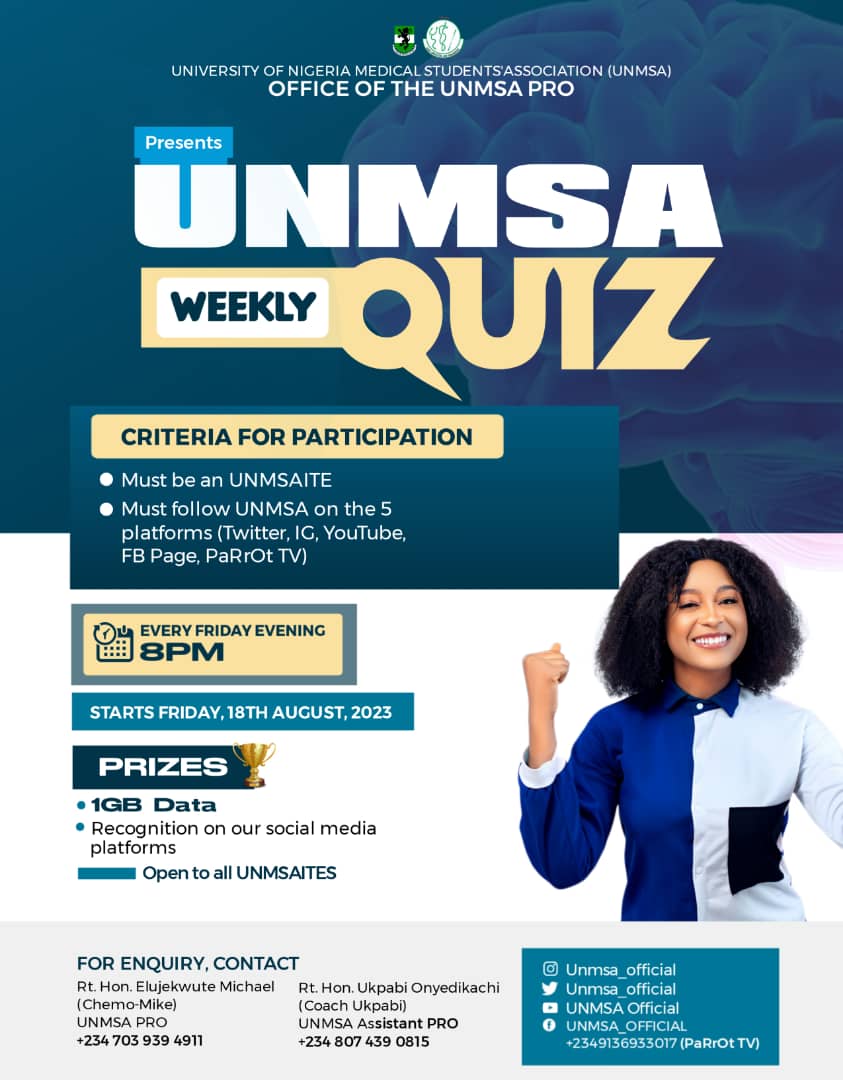 UNIVERSITY OF NIGERIA MEDICAL STUDENTS'ASSOCIATION (UNMSA)
OFFICE OF THE UNMSA PRO
Presents
UNMSA
WEEKLY QUIZ
CRITERIA FOR PARTICIPATION
Must be an UNMSAITE
Must follow UNMSA on the 5
platforms (Twitter, IG, YouTube,
FB Page, PaRrOt TV)
EVERY FRIDAY EVENING
8PM
STARTS FRIDAY, 18TH AUGUST, 2023
PRIZES
1GB Data
Recognition on our social media
platforms
Open to all UNMSAITES
FOR ENQUIRY, CONTACT
Rt. Hon. Elujekwute Michael
(Chemo-Mike)
UNMSA PRO
+234 703 939 4911
Rt. Hon. Ukpabi Onyedikachi
(Coach Ukpabi)
UNMSA Assistant PRO
+234 807 439 0815
Unmsa_official
Unmsa_official
UNMSA Official
UNMSA_OFFICIAL
+2349136933017 (PaRrOt TV)